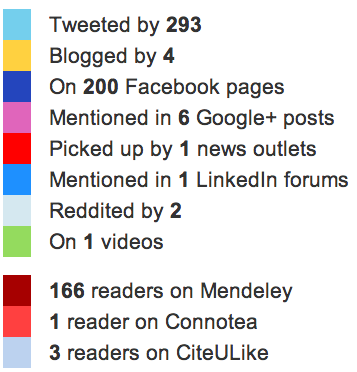 Tweeted by 293
Blogged by 4
On 200 Facebook pages
Mentioned in 6 Google+ posts
Picked up by 1 news outlets
Mentioned in 1 LinkedIn forums
Reddited by 2
On 1 videos
166 readers on Mendeley
1 reader on Connotea
3 readers on CiteULike